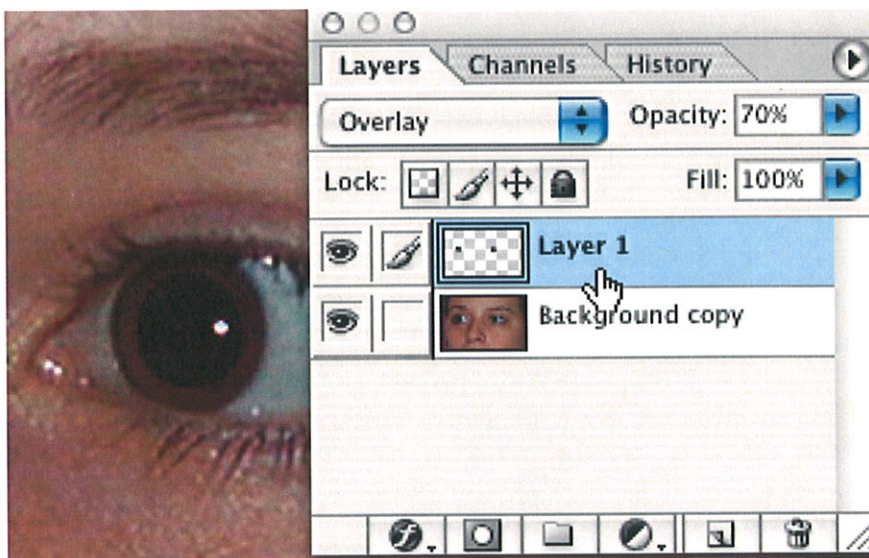 Layers Channels History
Overlay Opacity: 70%
Lock: Fill: 100%
Layer 1
Background copy